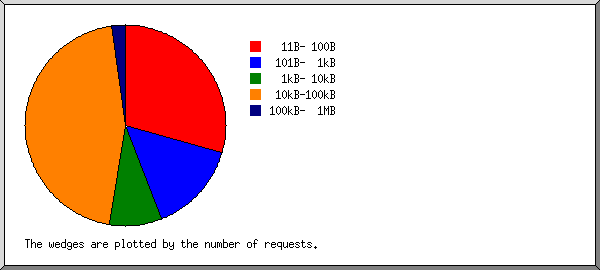 11B- 100B
101B-  1kB
1kB- 10kB
10kB-100kB
100kB-  1MB
The wedges are plotted by the number of requests.